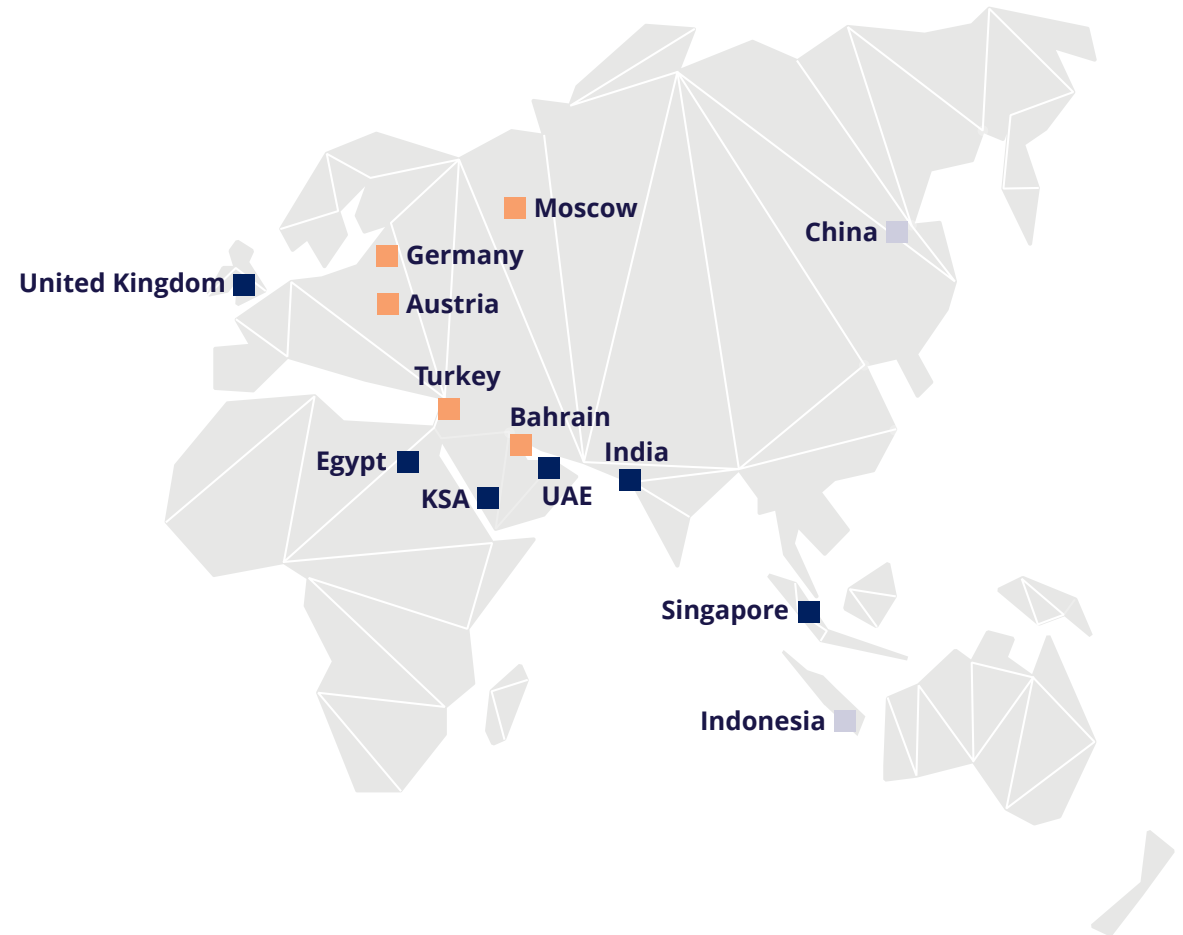 Moscow
China
Germany
United Kingdom
Austria
Turkey
Bahrain
India
Egypt
KSA
UAE
Singapore
Indonesia